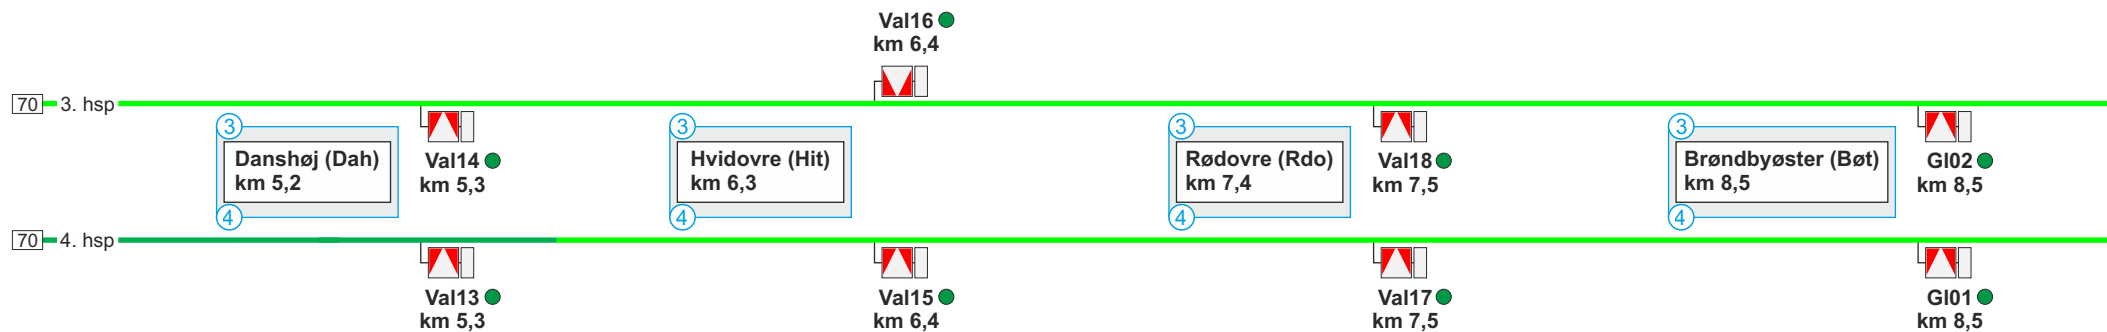 Val16
km 6,4
70 3. hsp
3 3 3 3
Danshøj (Dah)
km 5,2
Val14
km 5,3
Hvidovre (Hit)
km 6,3
Rødovre (Rdo)
km 7,4
Val18
km 7,5
Brøndbyøster (Bøt)
km 8,5
Gl02
km 8,5
4 4 4 4
70 4. hsp
Val13
km 5,3
Val15
km 6,4
Val17
km 7,5
Gl01
km 8,5